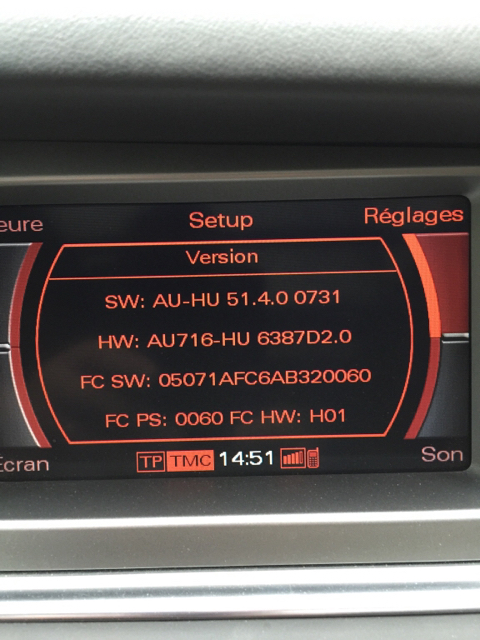 eure Setup Réglages
Version
SW: AU-HU 51.4.0 0731
HW: AU716-HU 6387D2.0
FC SW: 05071AFC6AB320060
FC PS: 0060 FC HW: H01
Ecran TP TMC 14:51 Son